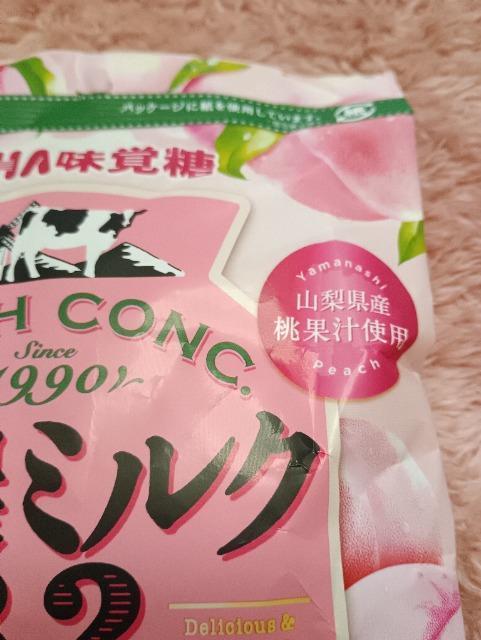 パッケージに紙を使用しています。
HA味覚糖
Yamanashi
山梨県産
桃果汁使用
Peach
H CONC.
Since
1990
ミルク
Delicious &